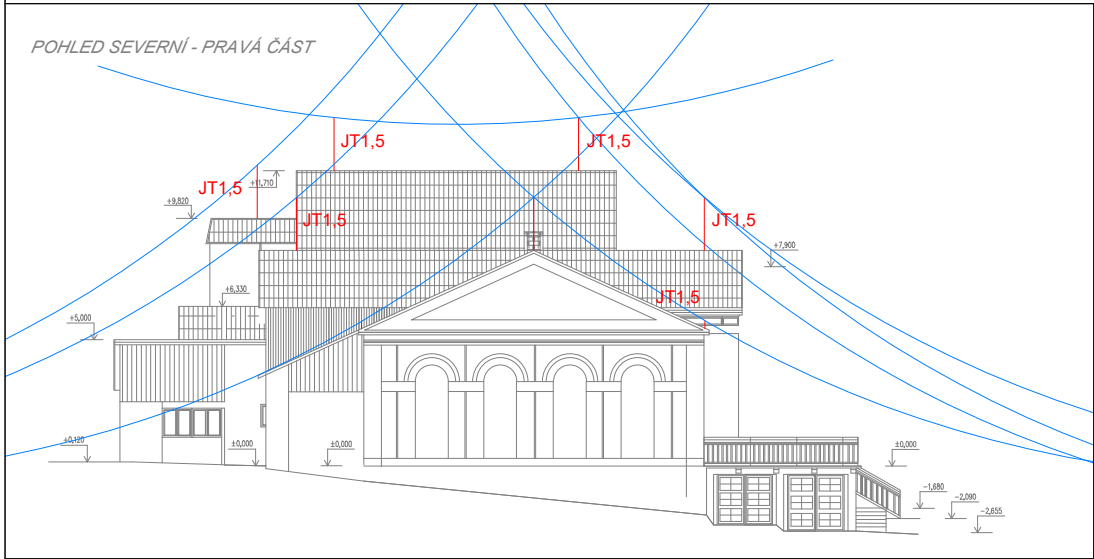 POHLED SEVERNÍ - PRAVÁ ČÁST
JT1,5
JT1,5
JT1,5
+11,710
+9,820
JT1,5
JT1,5
+7,900
+6,330
JT1,5
+5,000
+0,120
±0,000
±0,000
±0,000
-1,680
-2,090
-2,655